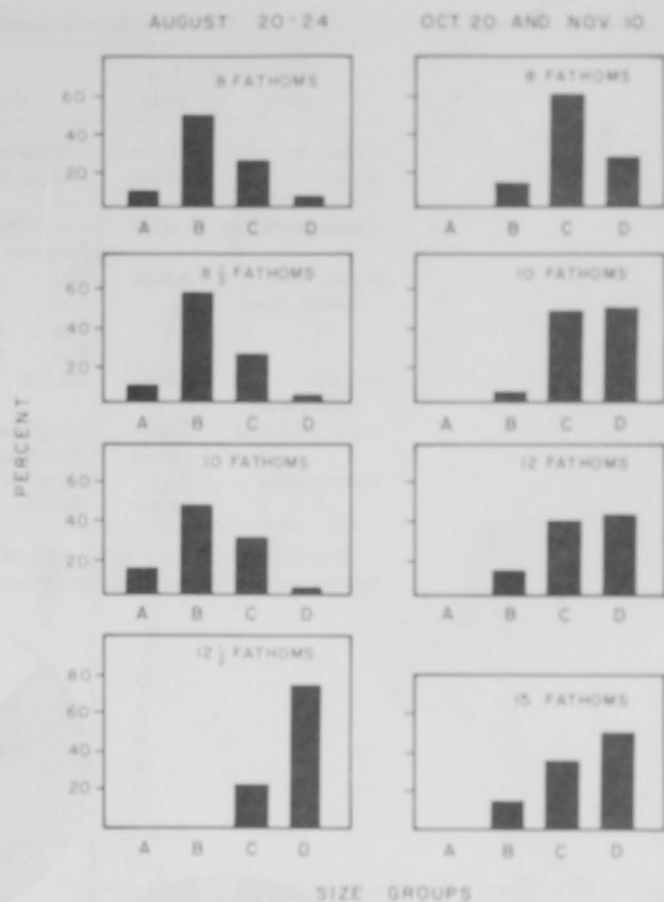 AUGUST 20-24
OCT 20 AND NOV 10
PERCENT
8 FATHOMS
60
40
20
A B C D
8 FATHOMS
A B C D
8 1/2 FATHOMS
60
40
20
A B C D
10 FATHOMS
A B C D
10 FATHOMS
60
40
20
A B C D
12 FATHOMS
A B C D
12 1/2 FATHOMS
80
60
40
20
A B C D
15 FATHOMS
A B C D
SIZE GROUPS